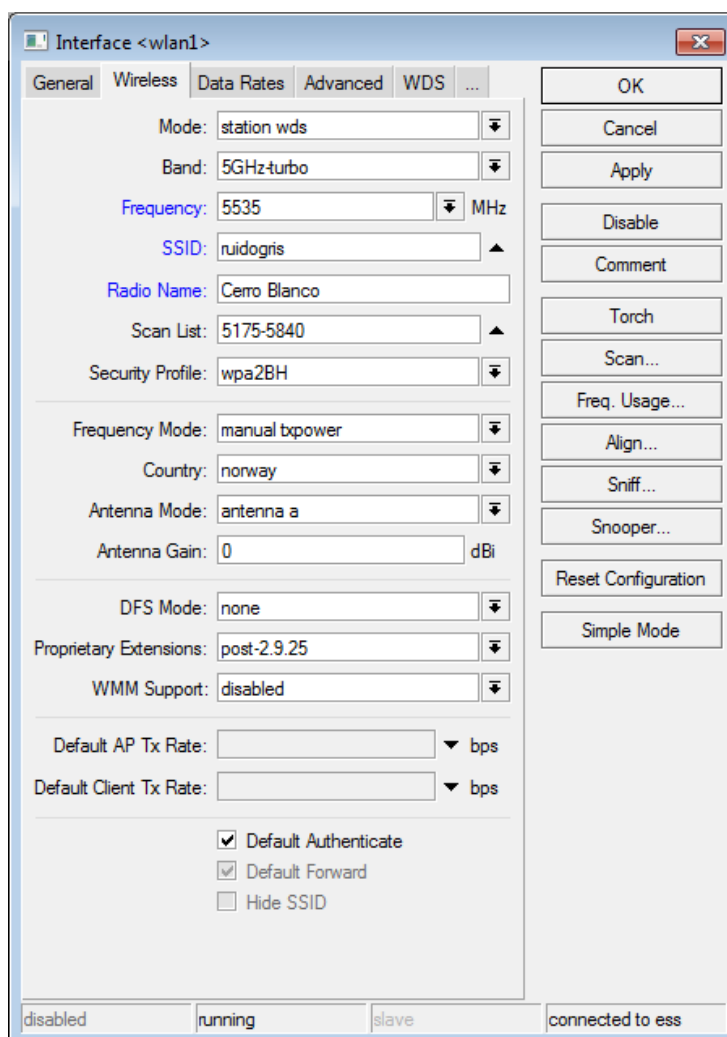 Interface <wlan1>
General Wireless Data Rates Advanced WDS ...
OK
Mode: station wds
Cancel
Band: 5GHz-turbo
Apply
Frequency: 5535 MHz
Disable
SSID: ruidogris
Comment
Radio Name: Cerro Blanco
Torch
Scan List: 5175-5840
Scan...
Security Profile: wpa2BH
Freq. Usage...
Frequency Mode: manual txpower
Align...
Country: norway
Sniff...
Antenna Mode: antenna a
Snooper...
Antenna Gain: 0 dBi
Reset Configuration
DFS Mode: none
Simple Mode
Proprietary Extensions: post-2.9.25
WMM Support: disabled
Default AP Tx Rate: bps
Default Client Tx Rate: bps
Default Authenticate
Default Forward
Hide SSID
disabled running slave connected to ess